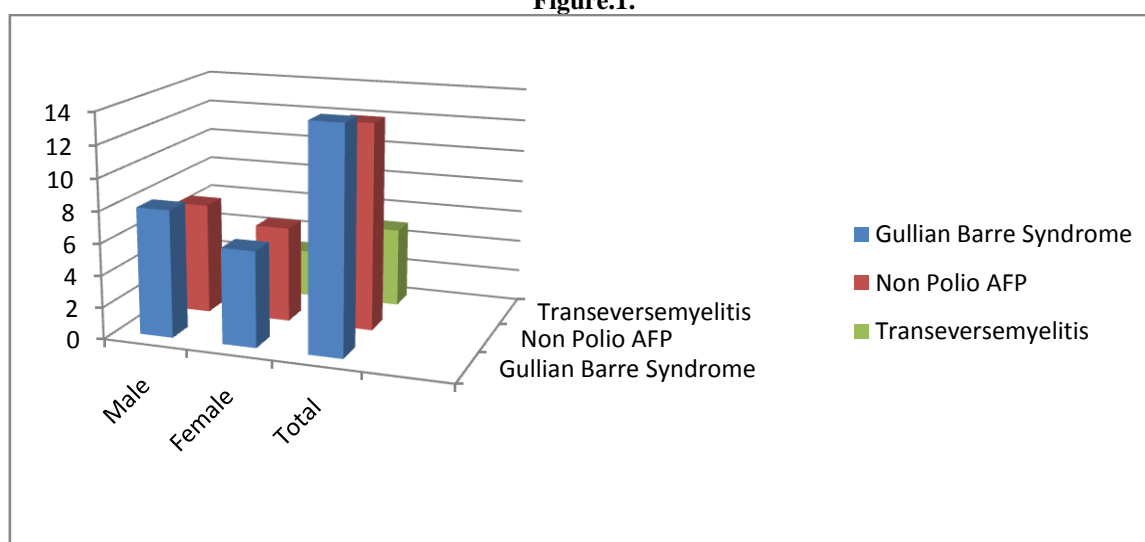 Figure.1.
14
12
10
8
6
4
2
0
Male
Female
Total
Transeversemyelitis
Non Polio AFP
Gullian Barre Syndrome
Gullian Barre Syndrome
Non Polio AFP
Transeversemyelitis